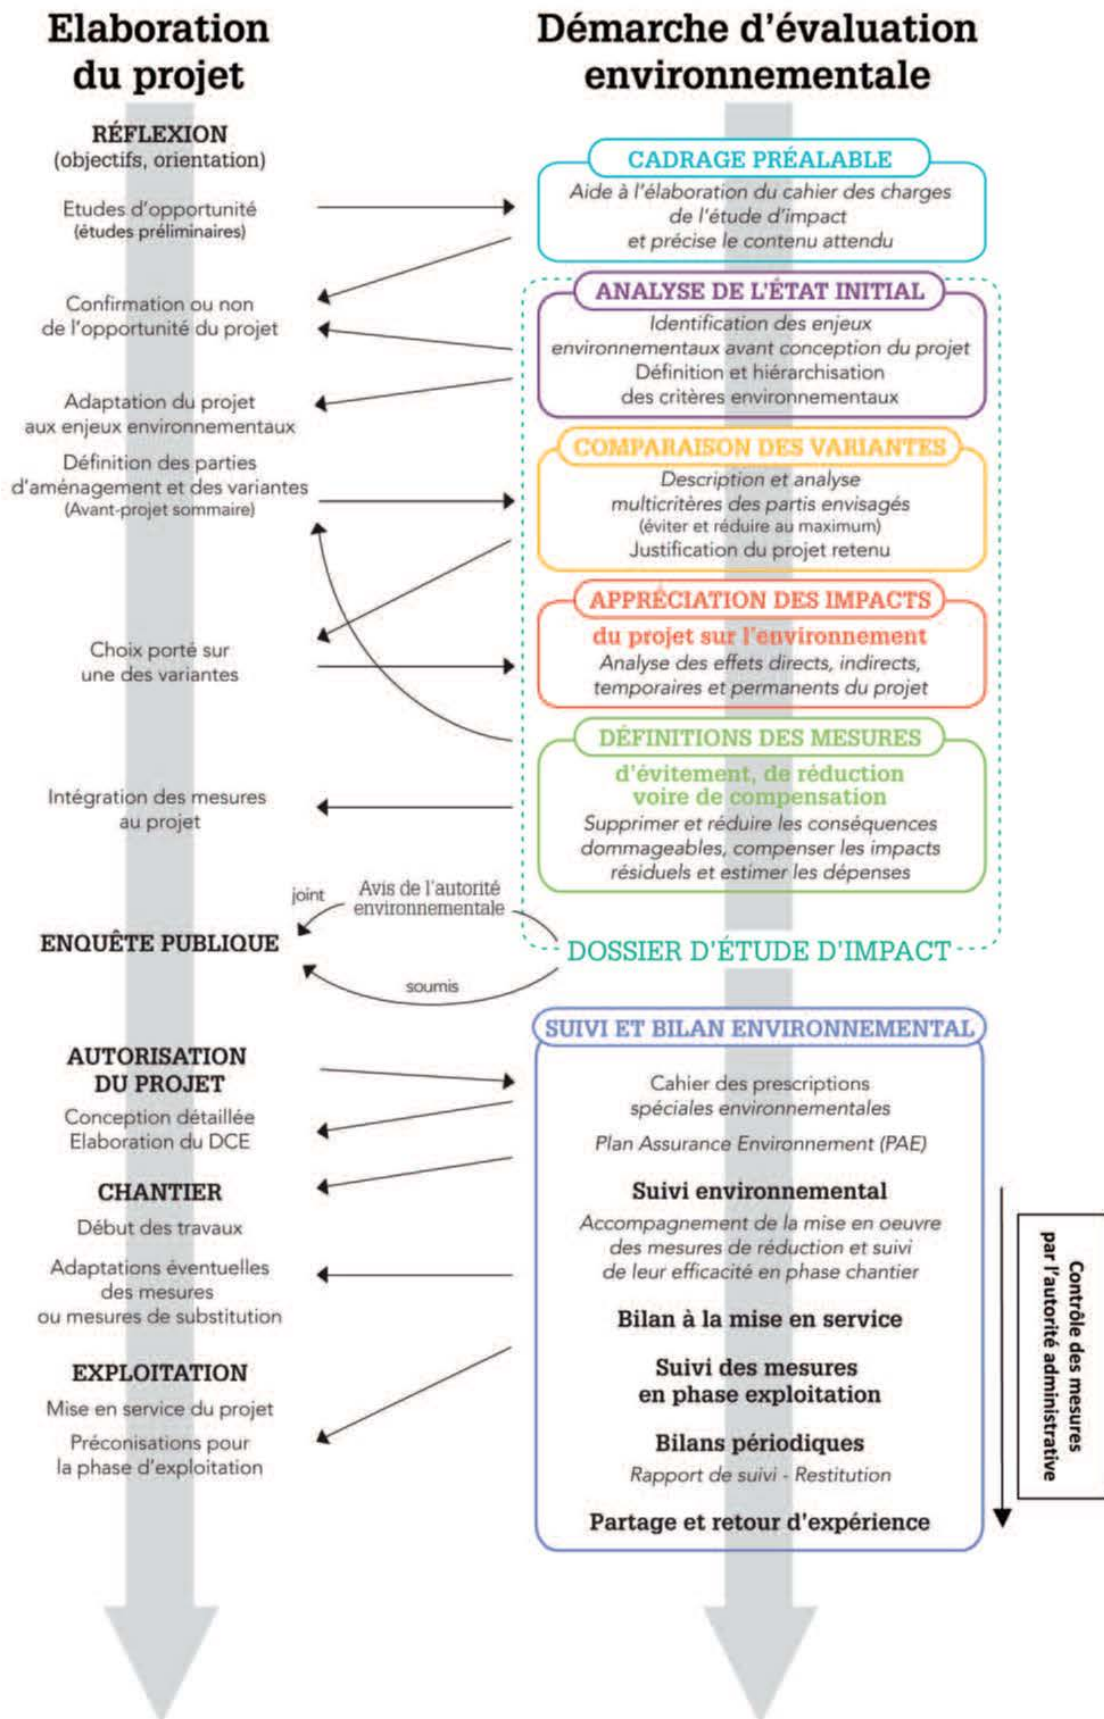 Elaboration
du projet
RÉFLEXION
(objectifs, orientation)
Etudes d'opportunité
(études préliminaires)
Confirmation ou non
de l'opportunité du projet
Adaptation du projet
aux enjeux environnementaux
Définition des parties
d'aménagement et des variantes
(Avant-projet sommaire)
Choix porté sur
une des variantes
Intégration des mesures
au projet
joint
Avis de l'autorité
environnementale
ENQUÊTE PUBLIQUE
soumis
AUTORISATION
DU PROJET
Conception détaillée
Elaboration du DCE
CHANTIER
Début des travaux
Adaptations éventuelles
des mesures
ou mesures de substitution
EXPLOITATION
Mise en service du projet
Préconisations pour
la phase d'exploitation
Démarche d'évaluation
environnementale
CADRAGE PRÉALABLE
Aide à l'élaboration du cahier des charges
de l'étude d'impact
et précise le contenu attendu
ANALYSE DE L'ÉTAT INITIAL
Identification des enjeux
environnementaux avant conception du projet
Définition et hiérarchisation
des critères environnementaux
COMPARAISON DES VARIANTES
Description et analyse
multicritères des partis envisagés
(éviter et réduire au maximum)
Justification du projet retenu
APPRÉCIATION DES IMPACTS
du projet sur l'environnement
Analyse des effets directs, indirects,
temporaires et permanents du projet
DÉFINITIONS DES MESURES
d'évitement, de réduction
voire de compensation
Supprimer et réduire les conséquences
dommageables, compenser les impacts
résiduels et estimer les dépenses
DOSSIER D'ÉTUDE D'IMPACT
SUIVI ET BILAN ENVIRONNEMENTAL
Cahier des prescriptions
spéciales environnementales
Plan Assurance Environnement (PAE)
Suivi environnemental
Accompagnement de la mise en oeuvre
des mesures de réduction et suivi
de leur efficacité en phase chantier
Bilan à la mise en service
Suivi des mesures
en phase exploitation
Bilans périodiques
Rapport de suivi - Restitution
Partage et retour d'expérience
Contrôle des mesures
par l'autorité administrative